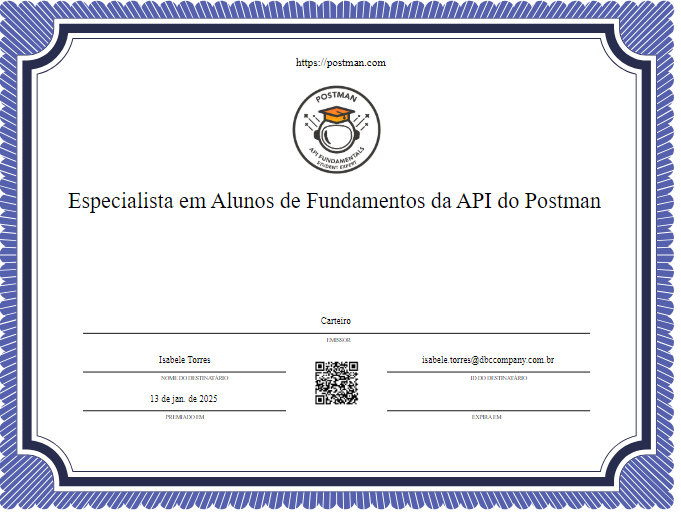 https://postman.com
POSTMAN
API FUNDAMENTALS
STUDENT EXPERT
Especialista em Alunos de Fundamentos da API do Postman
Carteiro
EMISSOR
Isabele Torres
isabele.torres@dbccompany.com.br
NOME DO DESTINATÁRIO
ID DO DESTINATÁRIO
13 de jan. de 2025
PREMIADO EM
EXPIRA EM